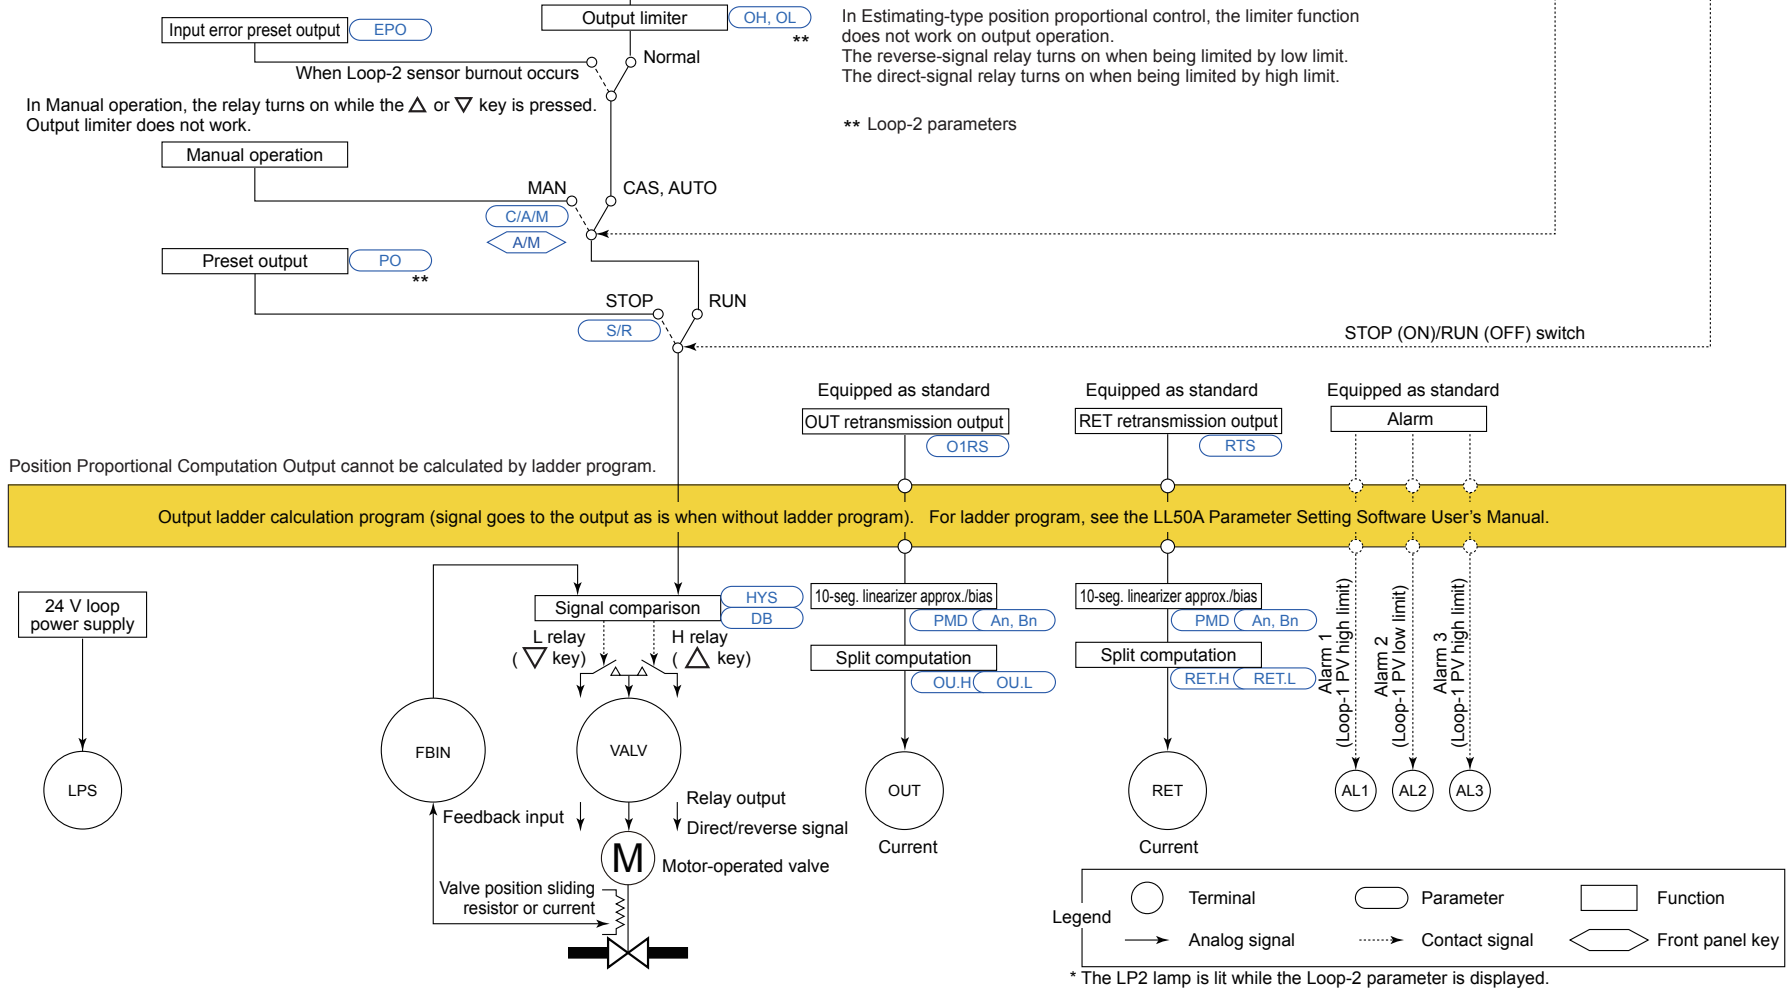 Output limiter
OH, OL
**
In Estimating-type position proportional control, the limiter function
does not work on output operation.
The reverse-signal relay turns on when being limited by low limit.
The direct-signal relay turns on when being limited by high limit.
** Loop-2 parameters
Input error preset output
EPO
When Loop-2 sensor burnout occurs
Normal
In Manual operation, the relay turns on while the △ or ▽ key is pressed.
Output limiter does not work.
Manual operation
MAN
CAS, AUTO
C/A/M
A/M
Preset output
PO
**
STOP
RUN
S/R
STOP (ON)/RUN (OFF) switch
Equipped as standard
OUT retransmission output
O1RS
Equipped as standard
RET retransmission output
RTS
Equipped as standard
Alarm
Position Proportional Computation Output cannot be calculated by ladder program.
Output ladder calculation program (signal goes to the output as is when without ladder program). For ladder program, see the LL50A Parameter Setting Software User's Manual.
24 V loop
power supply
LPS
Signal comparison
HYS
DB
L relay
( ▽ key)
H relay
( △ key)
FBIN
VALV
Feedback input
Relay output
Direct/reverse signal
M
Motor-operated valve
Valve position sliding
resistor or current
10-seg. linearizer approx./bias
PMD
An, Bn
Split computation
OU.H
OU.L
OUT
Current
10-seg. linearizer approx./bias
PMD
An, Bn
Split computation
RET.H
RET.L
RET
Current
Alarm 1
(Loop-1 PV high limit)
Alarm 2
(Loop-1 PV low limit)
Alarm 3
(Loop-1 PV high limit)
AL1
AL2
AL3
Legend
Terminal
Parameter
Function
Analog signal
Contact signal
Front panel key
* The LP2 lamp is lit while the Loop-2 parameter is displayed.